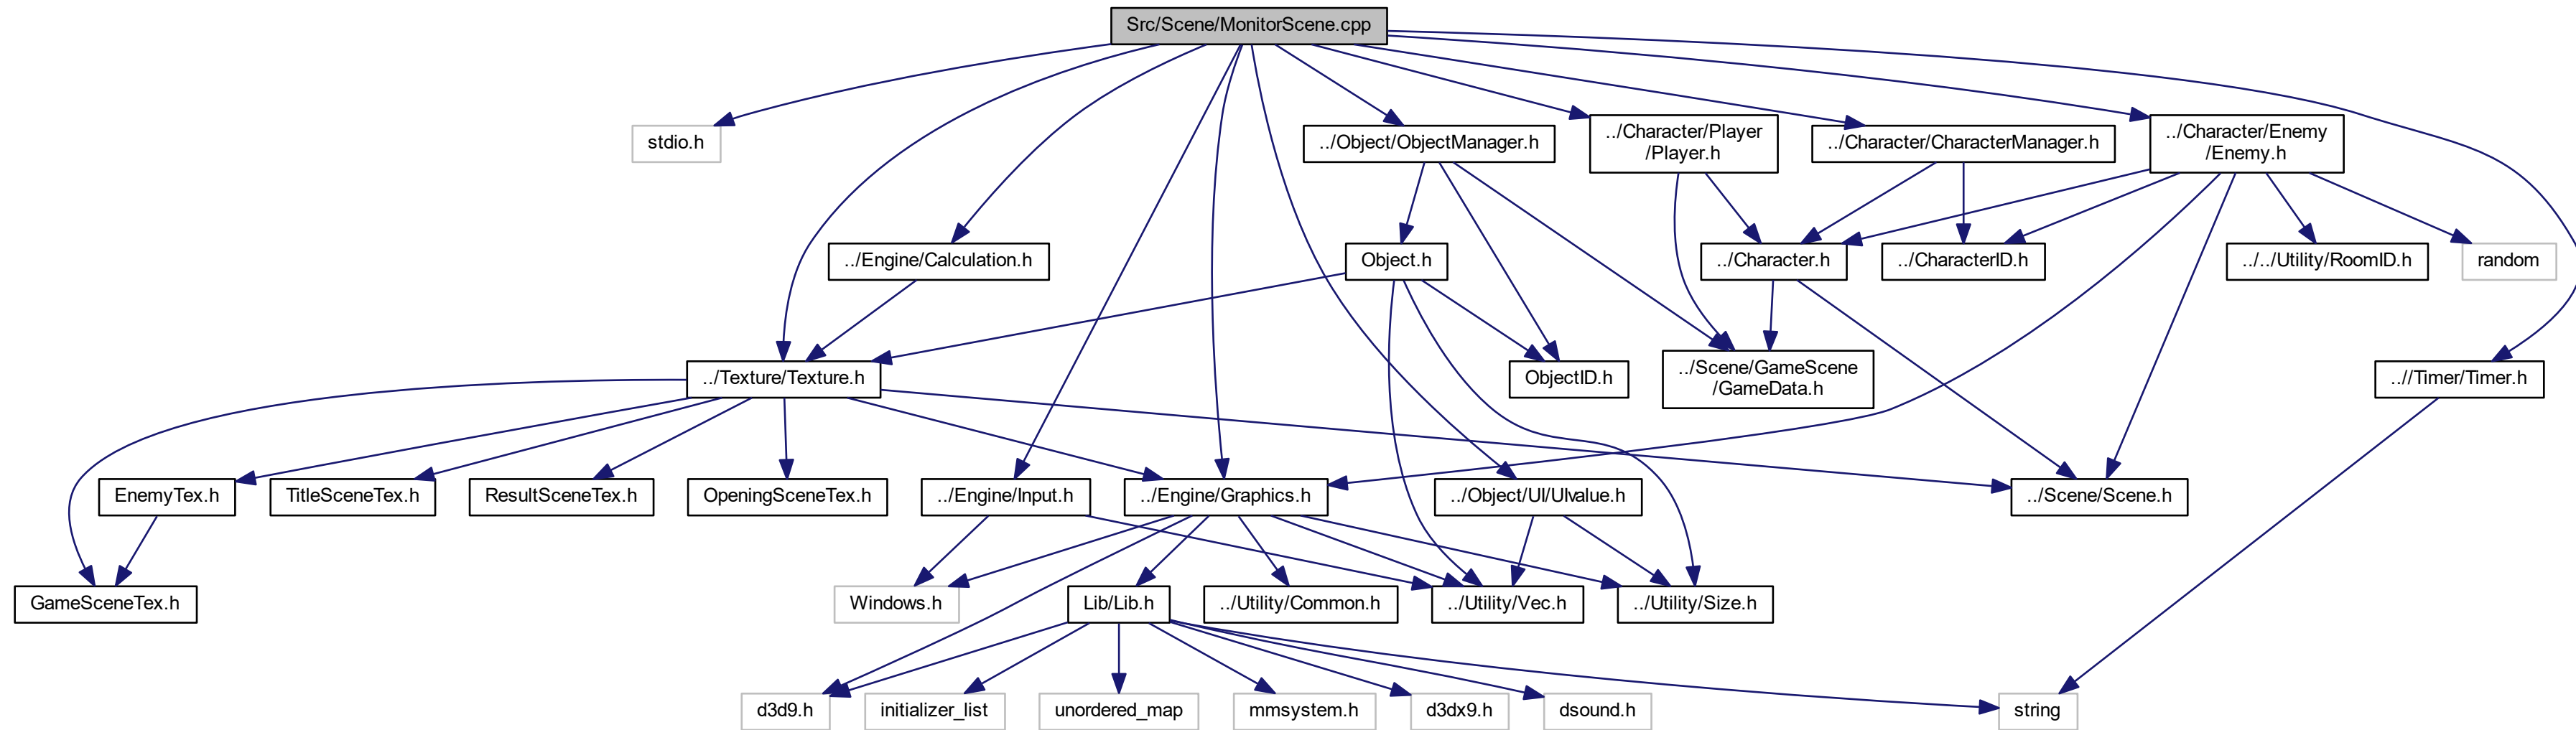 Src/Scene/MonitorScene.cpp
stdio.h
../Object/ObjectManager.h
../Character/Player
/Player.h
../Character/CharacterManager.h
../Character/Enemy
/Enemy.h
../Engine/Calculation.h
Object.h
../Character.h
../CharacterID.h
../../Utility/RoomID.h
random
../Texture/Texture.h
ObjectID.h
../Scene/GameScene
/GameData.h
..//Timer/Timer.h
EnemyTex.h
TitleSceneTex.h
ResultSceneTex.h
OpeningSceneTex.h
../Engine/Input.h
../Engine/Graphics.h
../Object/UI/UIvalue.h
../Scene/Scene.h
GameSceneTex.h
Windows.h
Lib/Lib.h
../Utility/Common.h
../Utility/Vec.h
../Utility/Size.h
d3d9.h
initializer_list
unordered_map
mmsystem.h
d3dx9.h
dsound.h
string